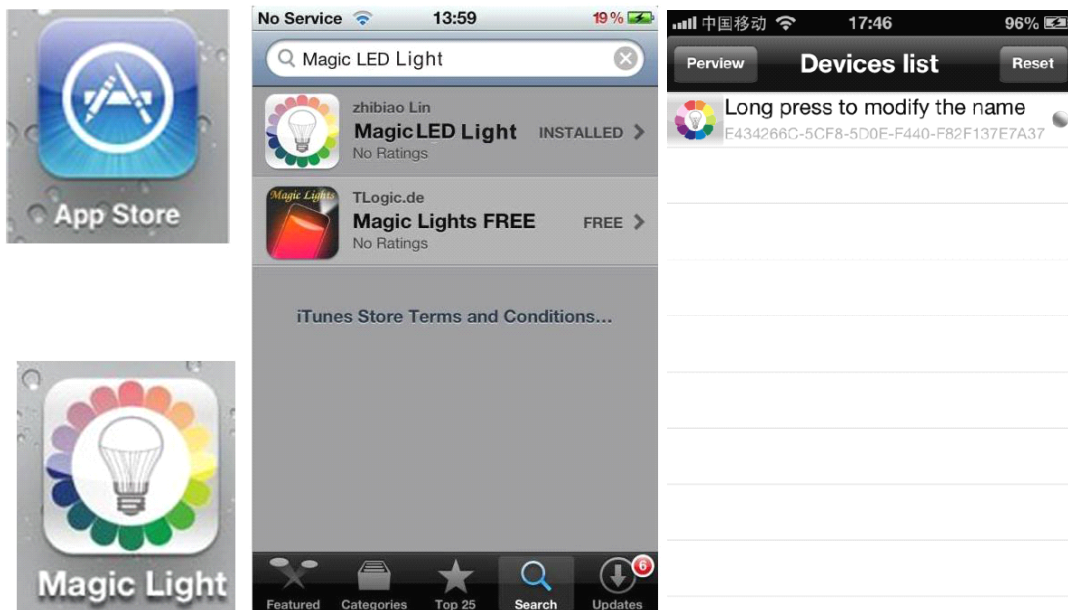 App Store
Magic Light
No Service 13:59 19%
Magic LED Light
zhibiao Lin
Magic LED Light INSTALLED
No Ratings
Magic Lights
TLogic.de
Magic Lights FREE FREE
No Ratings
iTunes Store Terms and Conditions...
6
Featured Categories Top 25 Search Updates
中国移动 17:46 96%
Perview Devices list Reset
Long press to modify the name
E434266C-5CF8-5D0E-F440-F82F137E7A37